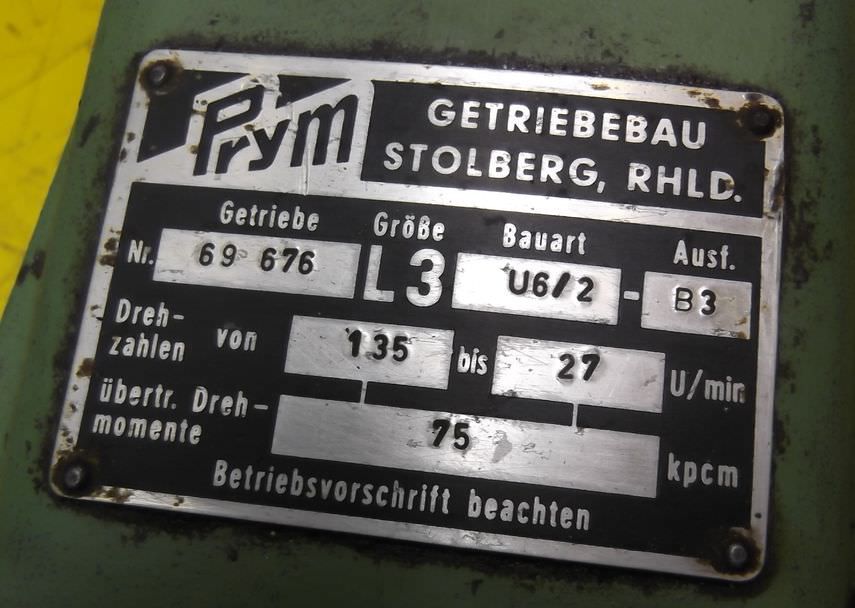 Prym
GETRIEBEBAU
STOLBERG, RHLD.
Getriebe Größe Bauart Ausf.
Nr. 69 676 L3 U6/2 - B3
Dreh-
zahlen von 135 bis 27 U/min
übertr. Dreh-
momente 75 kpcm
Betriebsvorschrift beachten